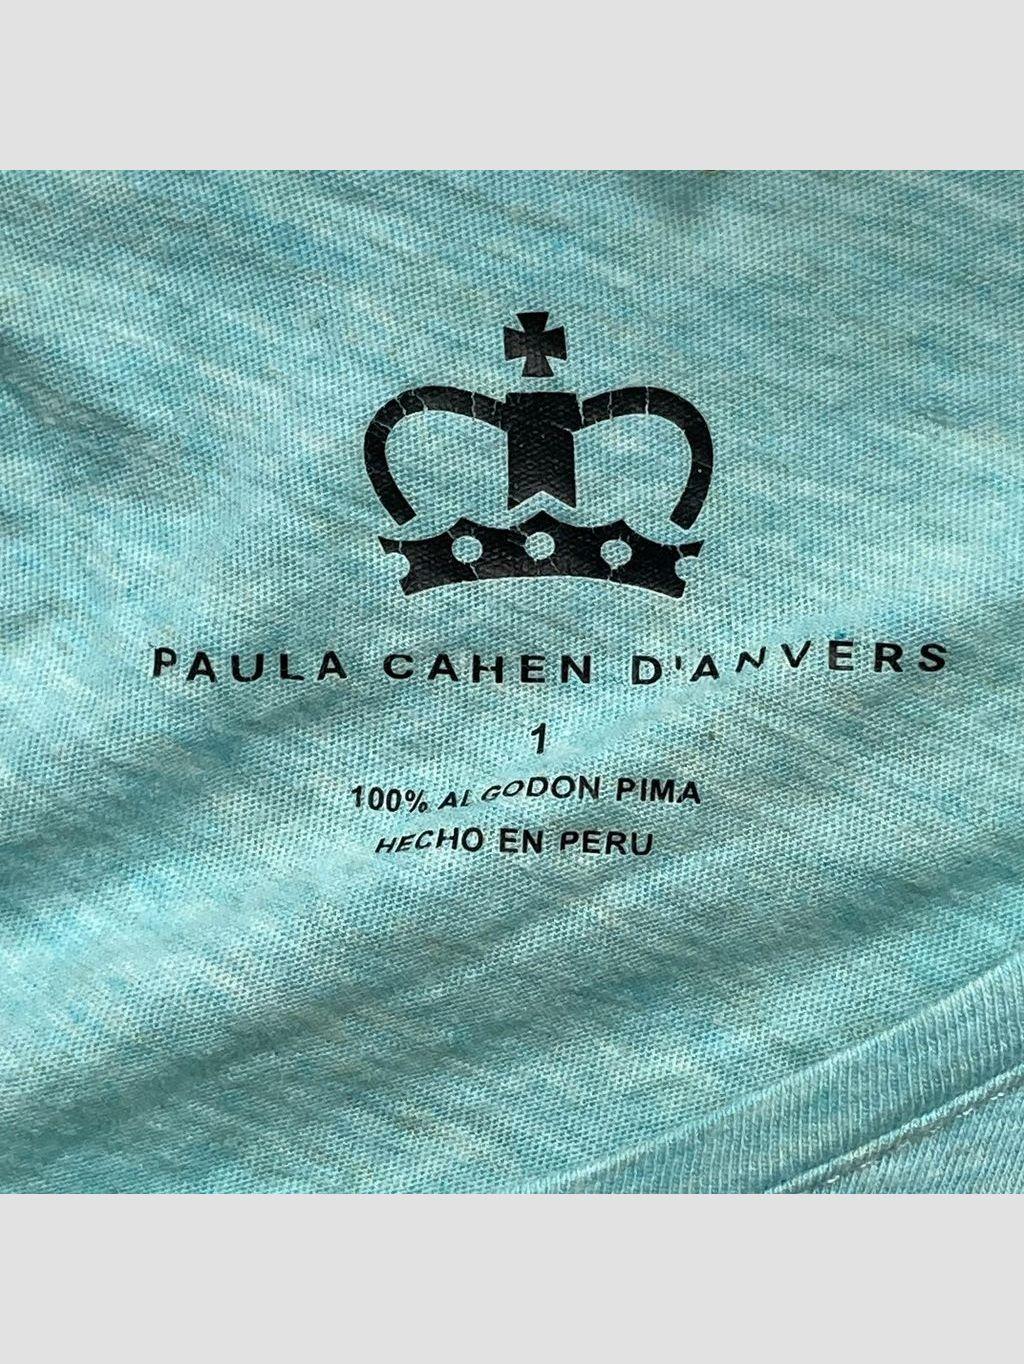 PAULA CAHEN D'ANVERS
1
100% ALGODON PIMA
HECHO EN PERU